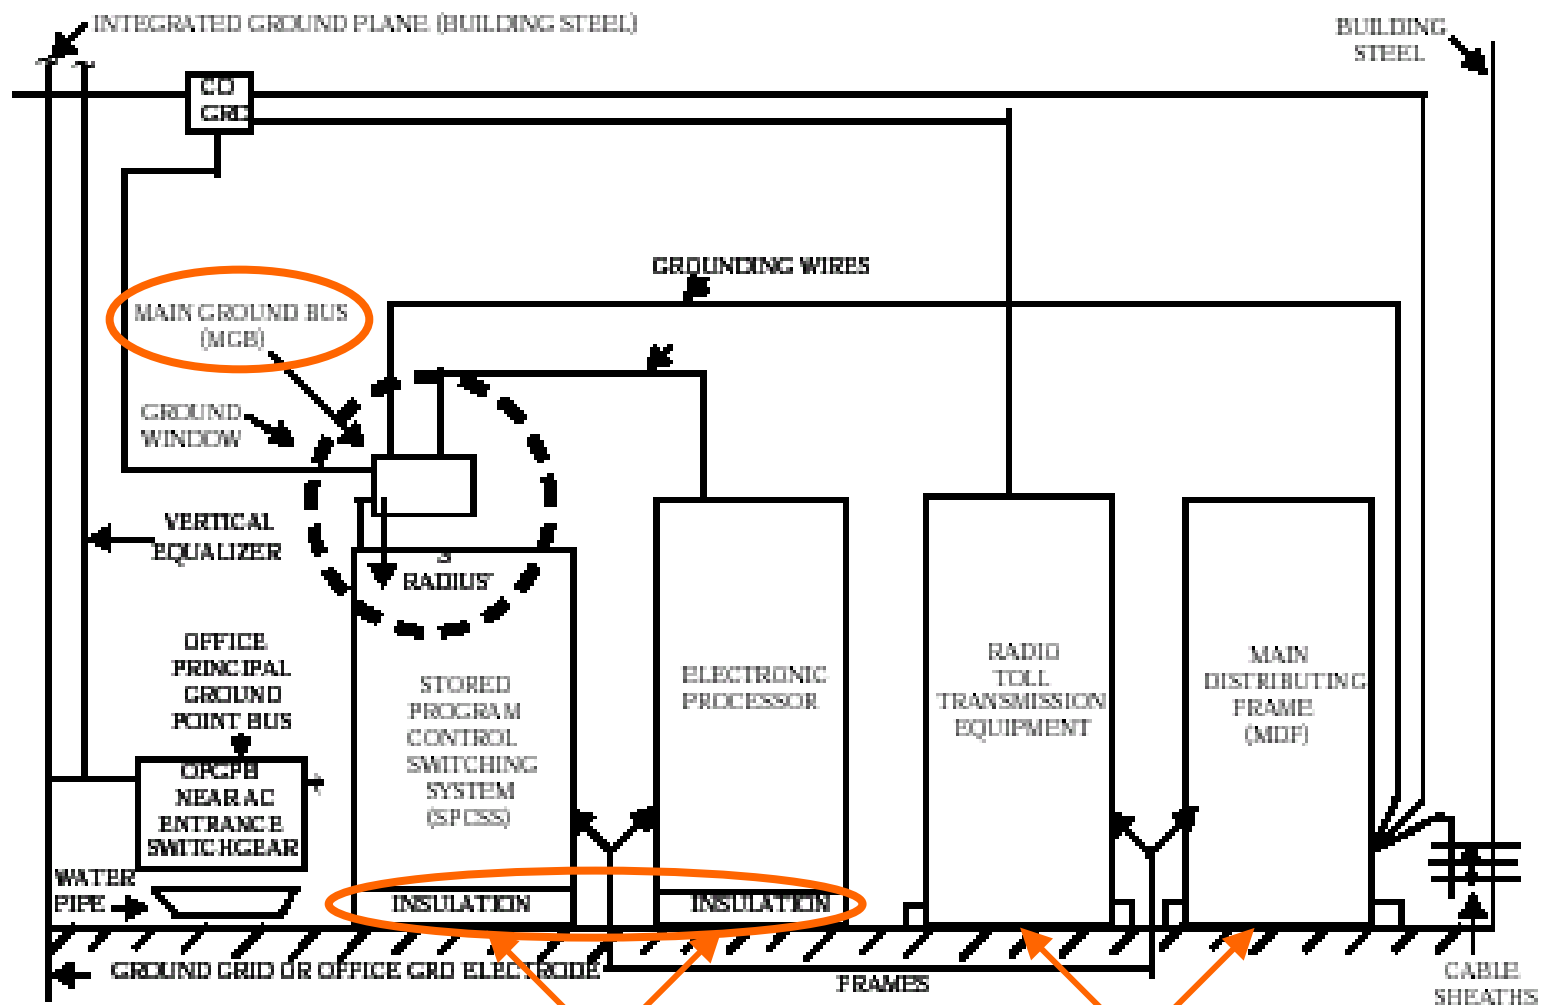 INTEGRATED GROUND PLANE (BUILDING STEEL)
BUILDING
STEEL
CO
GRD
GROUNDING WIRES
MAIN GROUND BUS
(MGB)
GROUND
WINDOW
VERTICAL
EQUALIZER
3
RADIUS
OFFICE
PRINCIPAL
GROUND
POINT BUS
OPGPB
NEAR AC
ENTRANCE
SWITCHGEAR
WATER
PIPE
STORED
PROGRAM
CONTROL
SWITCHING
SYSTEM
(SPCSS)
ELECTRONIC
PROCESSOR
RADIO
TOLL
TRANSMISSION
EQUIPMENT
MAIN
DISTRIBUTING
FRAME
(MDF)
INSULATION
INSULATION
GROUND GRID OR OFFICE GRD ELECTRODE
FRAMES
CABLE
SHEATHS